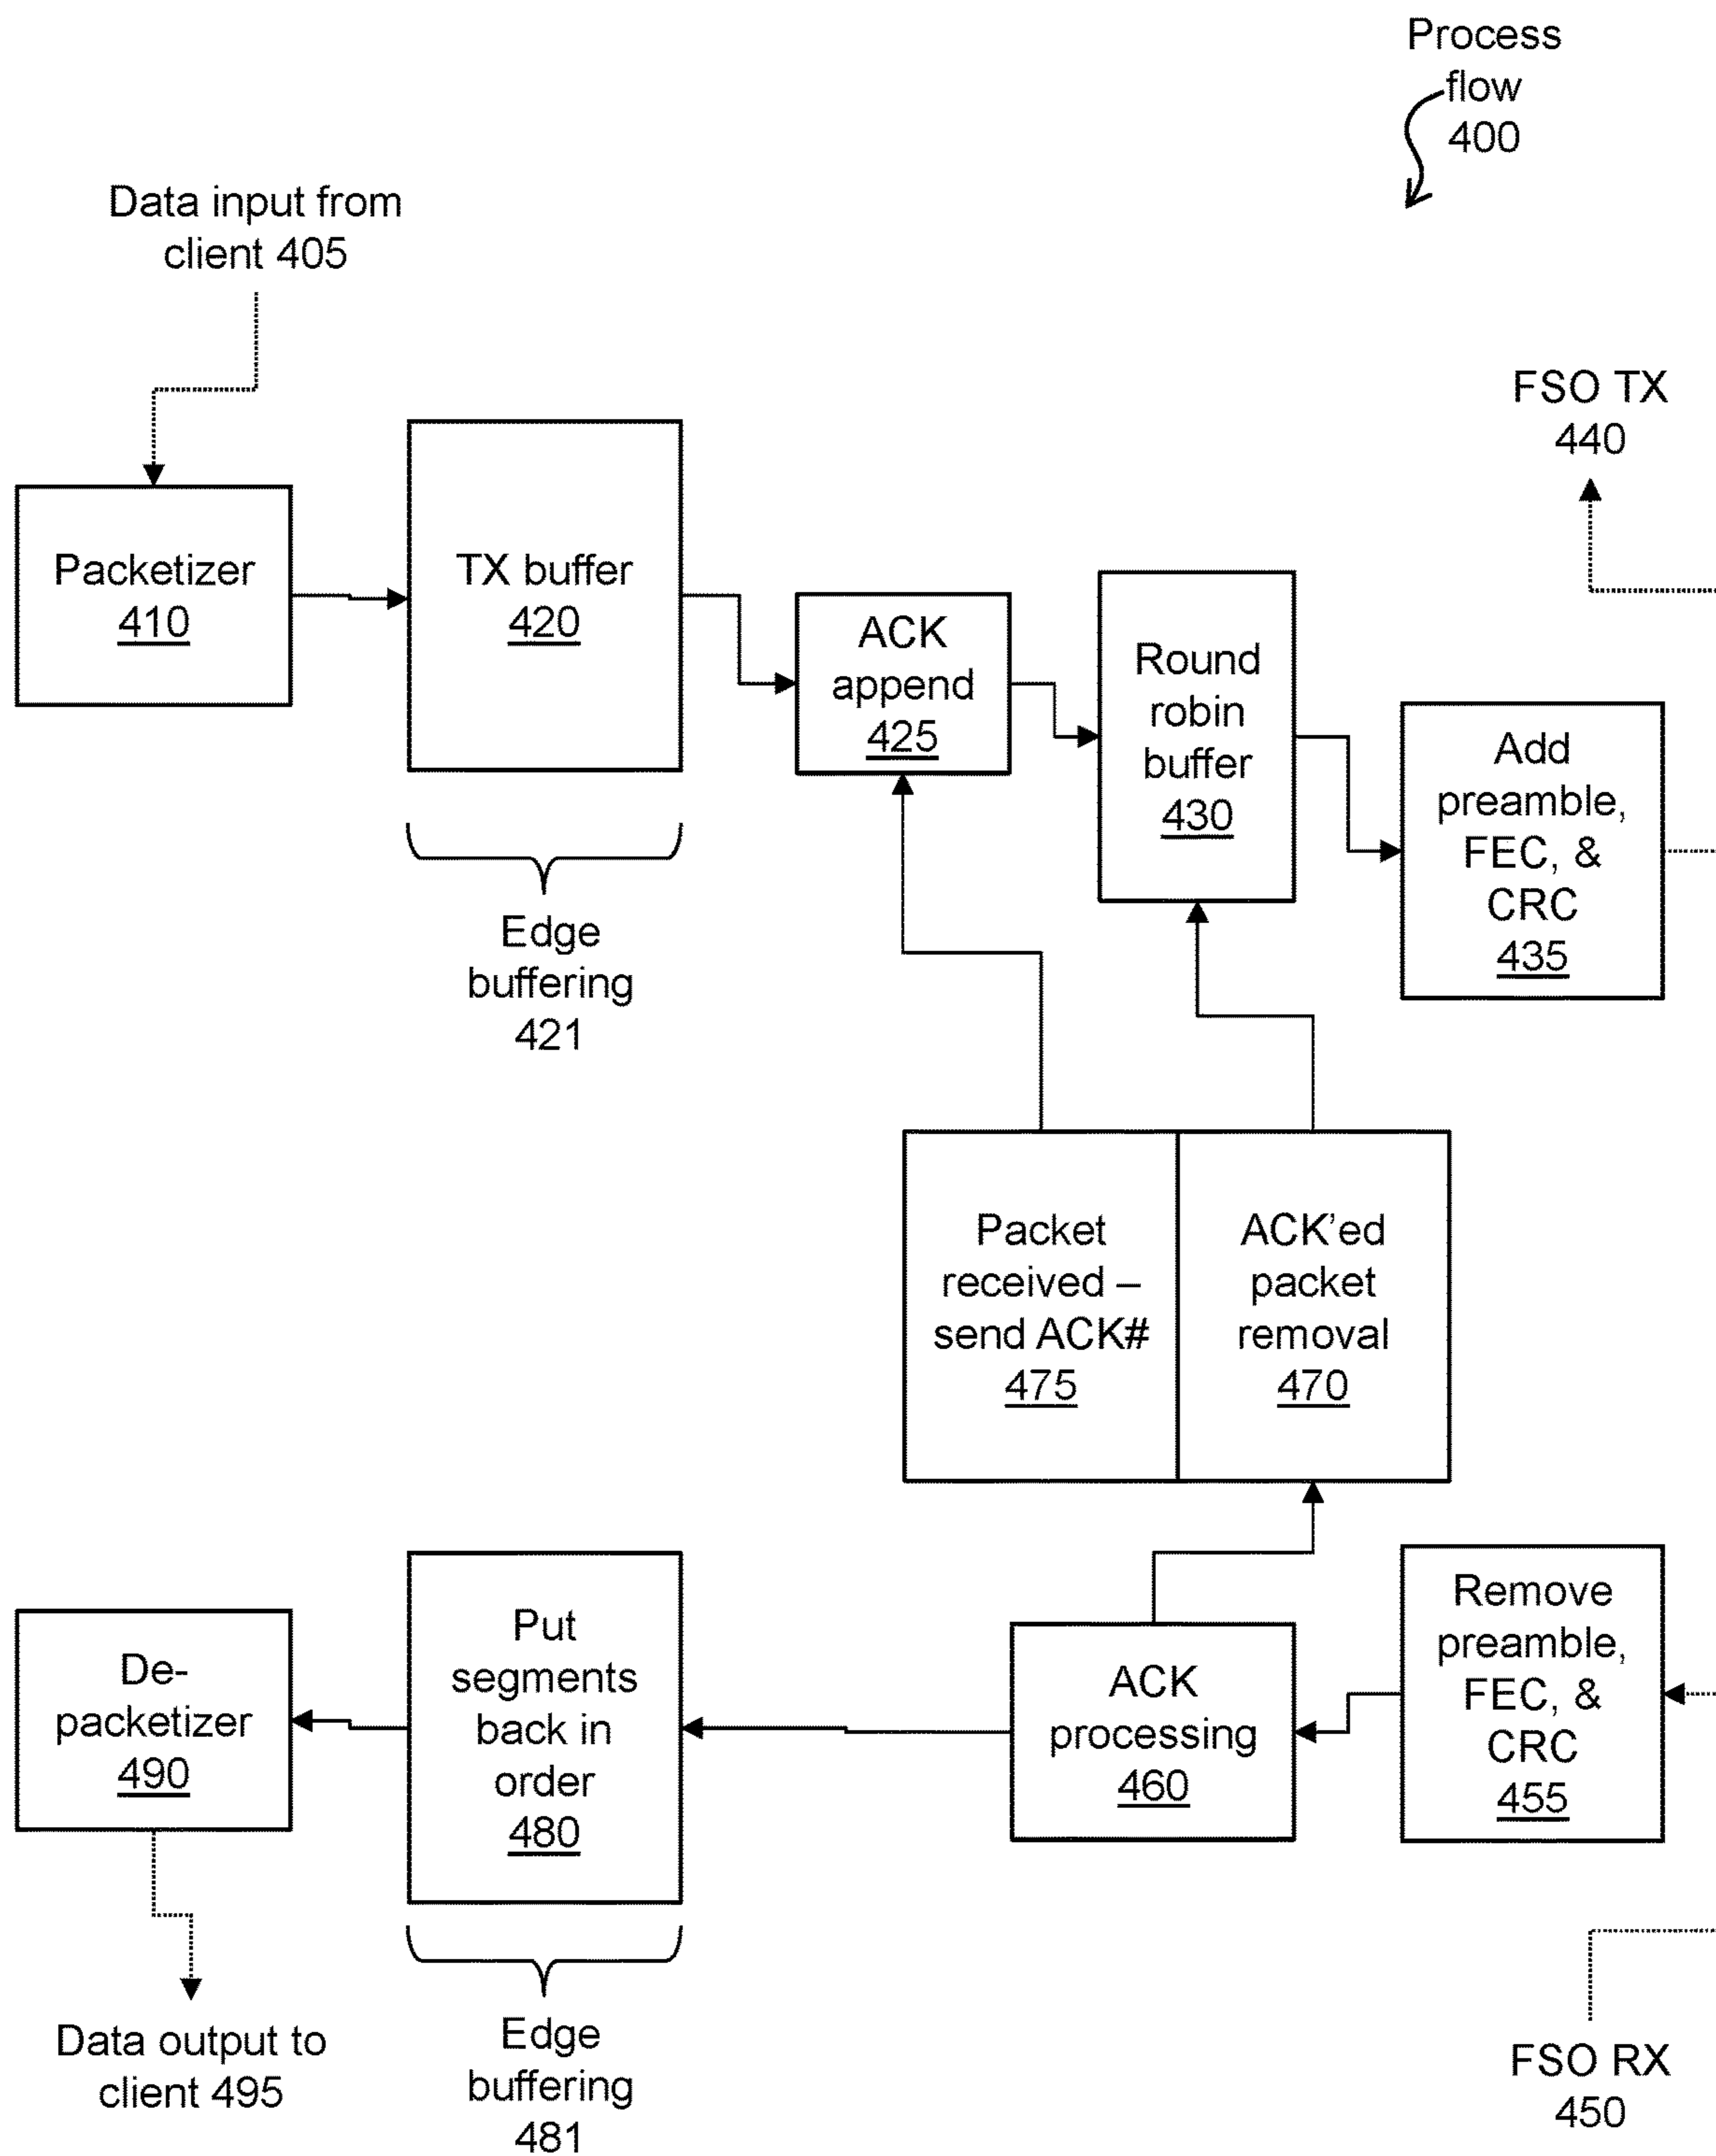 Process
flow
400
Data input from
client 405
FSO TX
440
Packetizer
410
TX buffer
420
ACK
append
425
Round
robin
buffer
430
Add
preamble,
FEC, &
CRC
435
Edge
buffering
421
Packet
received –
send ACK#
475
ACK’ed
packet
removal
470
De-
packetizer
490
Put
segments
back in
order
480
ACK
processing
460
Remove
preamble,
FEC, &
CRC
455
Data output to
client 495
Edge
buffering
481
FSO RX
450